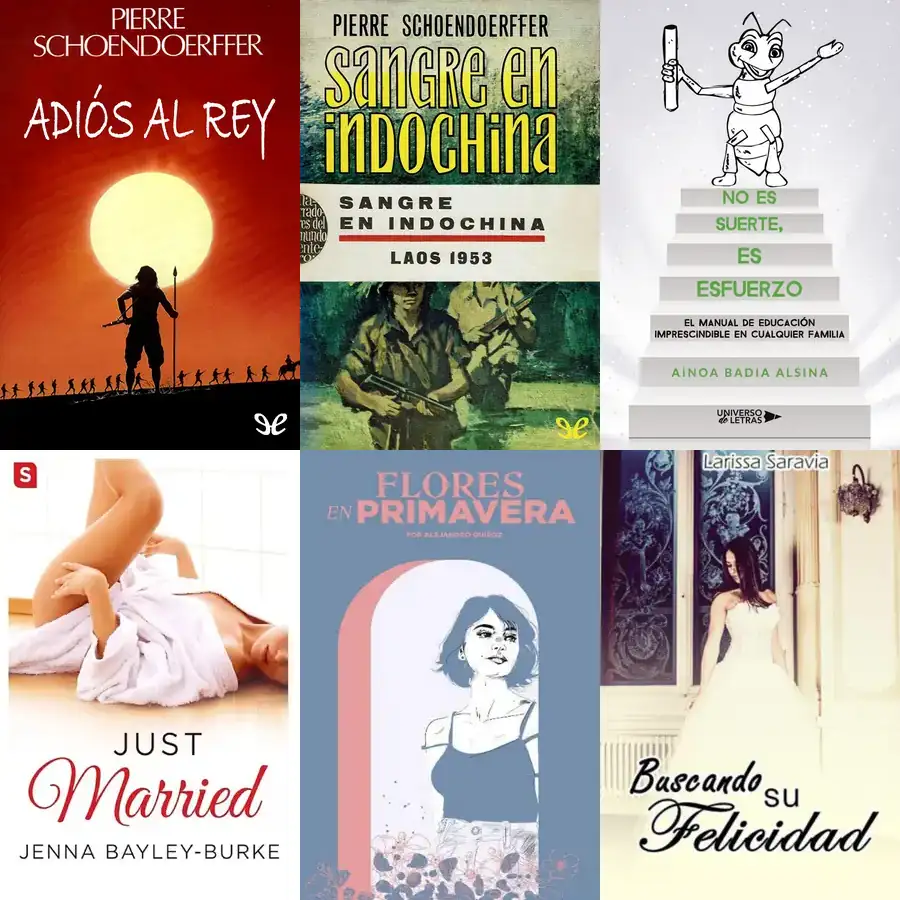 PIERRE
SCHOENDOERFFER
ADIÓS AL REY
PIERRE SCHOENDOERFFER
SANGRE EN
INDOCHINA
SANGRE
EN INDOCHINA
LAOS 1953
NO ES
SUERTE,
ES
ESFUERZO
EL MANUAL DE EDUCACIÓN
IMPRESCINDIBLE EN CUALQUIER FAMILIA
AINOA BADIA ALSINA
UNIVERSO
de LETRAS
S
JUST
Married
JENNA BAYLEY-BURKE
FLORES
EN PRIMAVERA
Larissa Saravia
Buscando
su
Felicidad